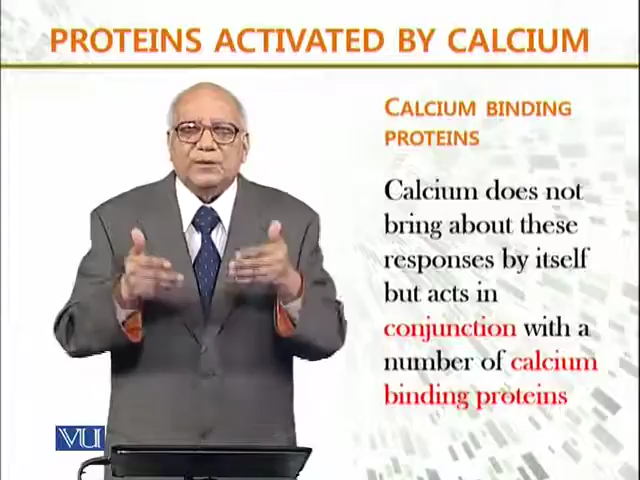 PROTEINS ACTIVATED BY CALCIUM
CALCIUM BINDING
PROTEINS
Calcium does not
bring about these
responses by itself
but acts in
conjunction with a
number of calcium
binding proteins
VU